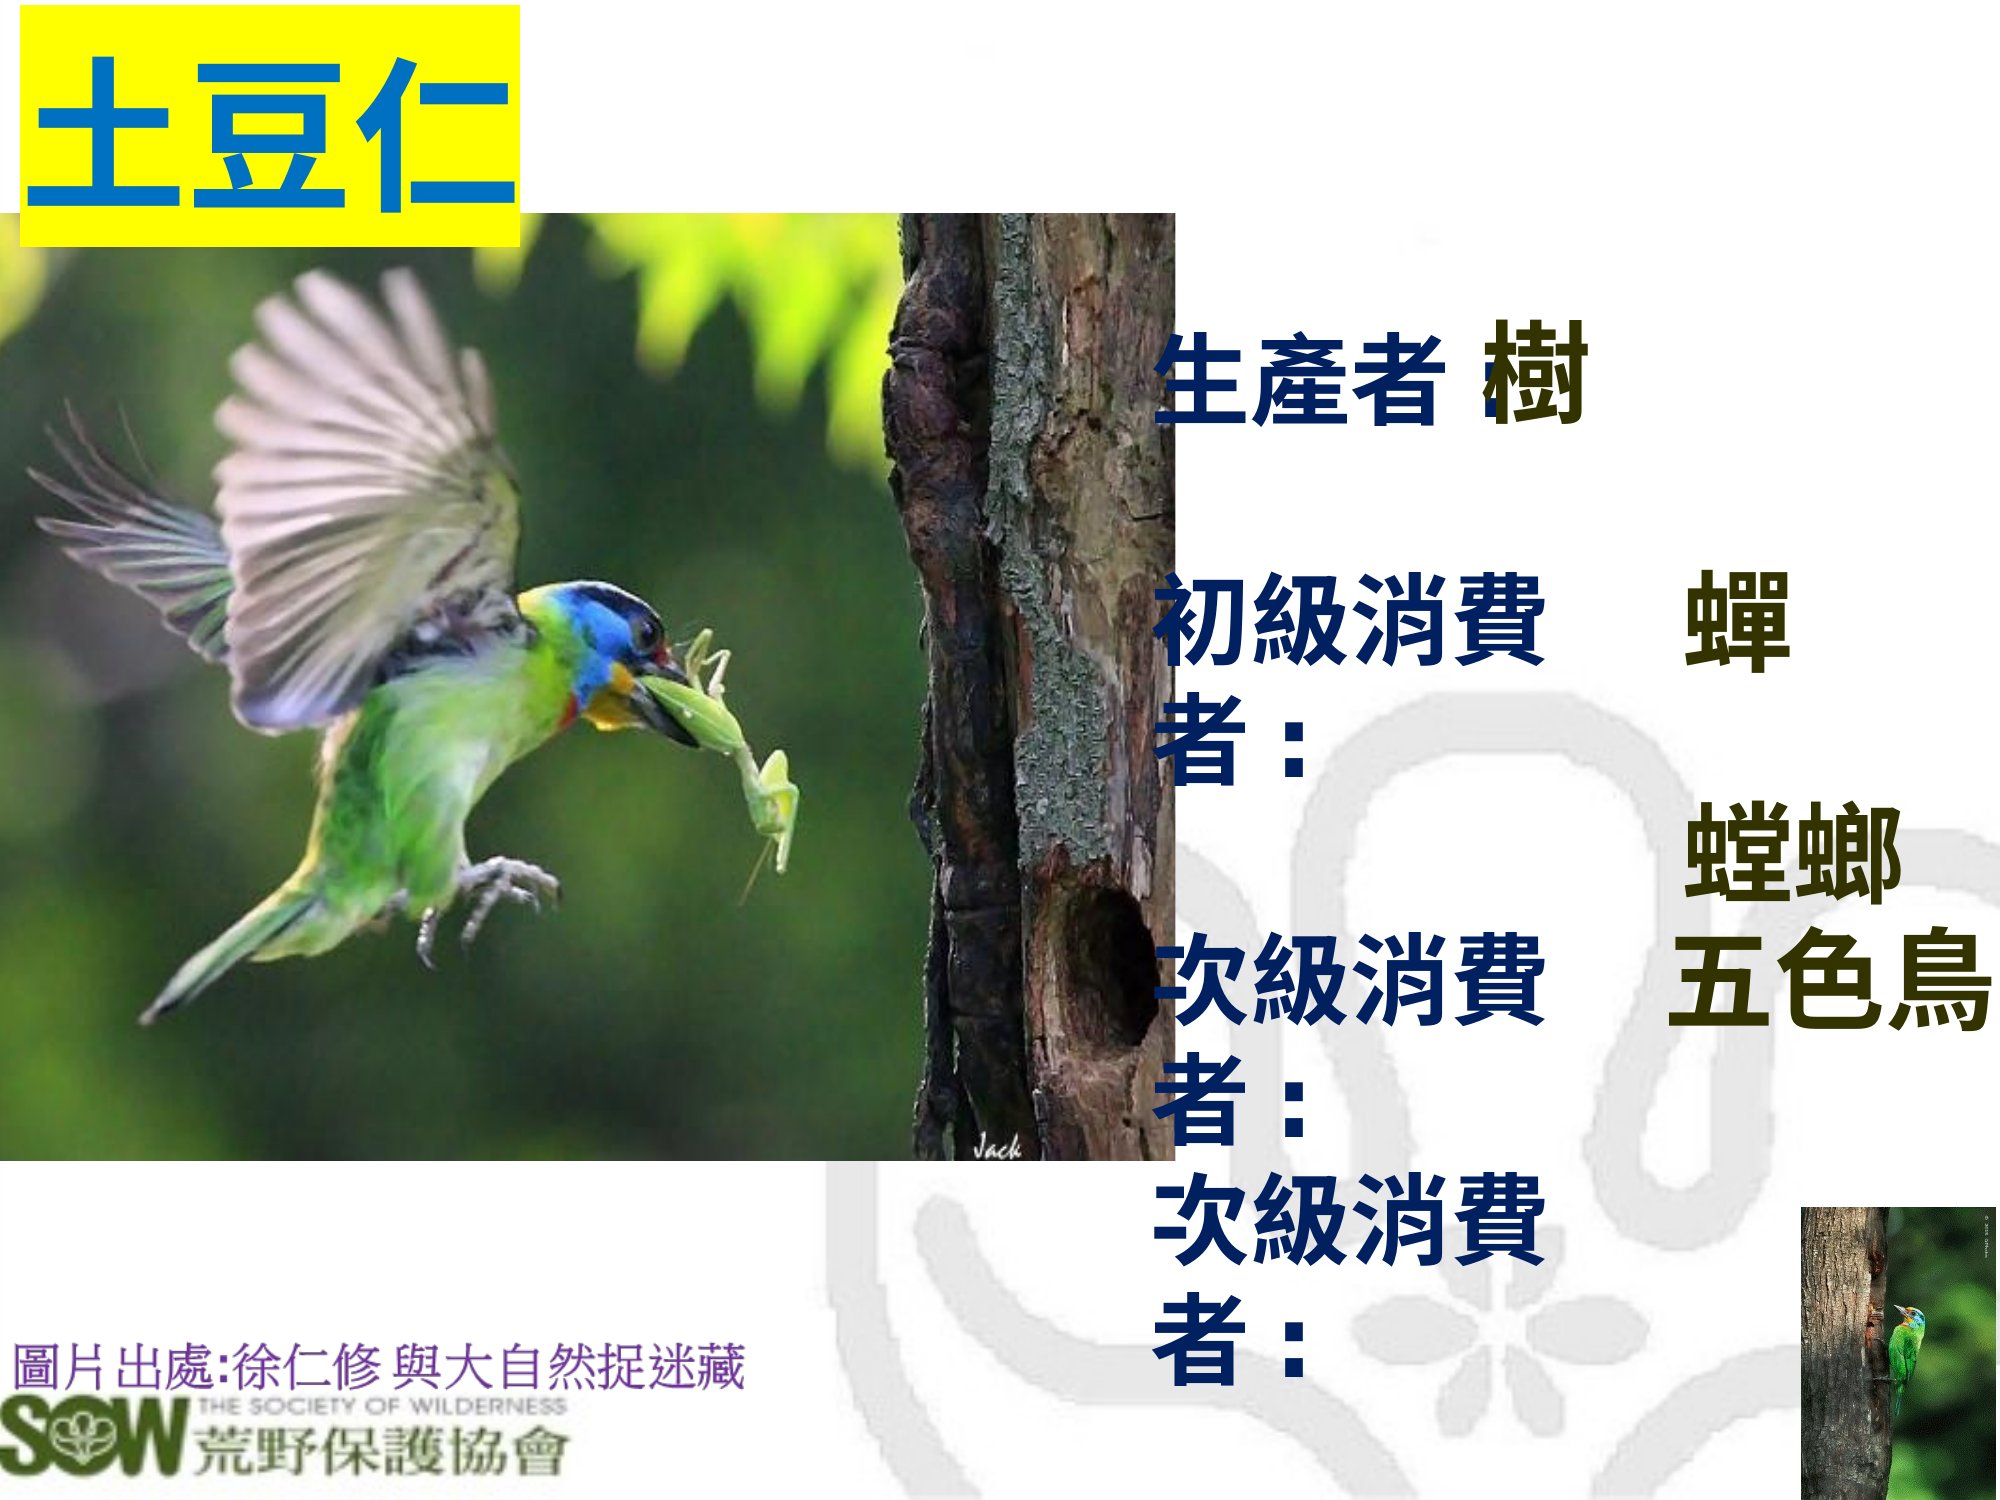 土豆仁
生產者：樹
初級消費 蟬
者：
螳螂
次級消費 五色鳥
者：
次級消費
者：
Jack
圖片出處:徐仁修 與大自然捉迷藏
SOW THE SOCIETY OF WILDERNESS
荒野保護協會